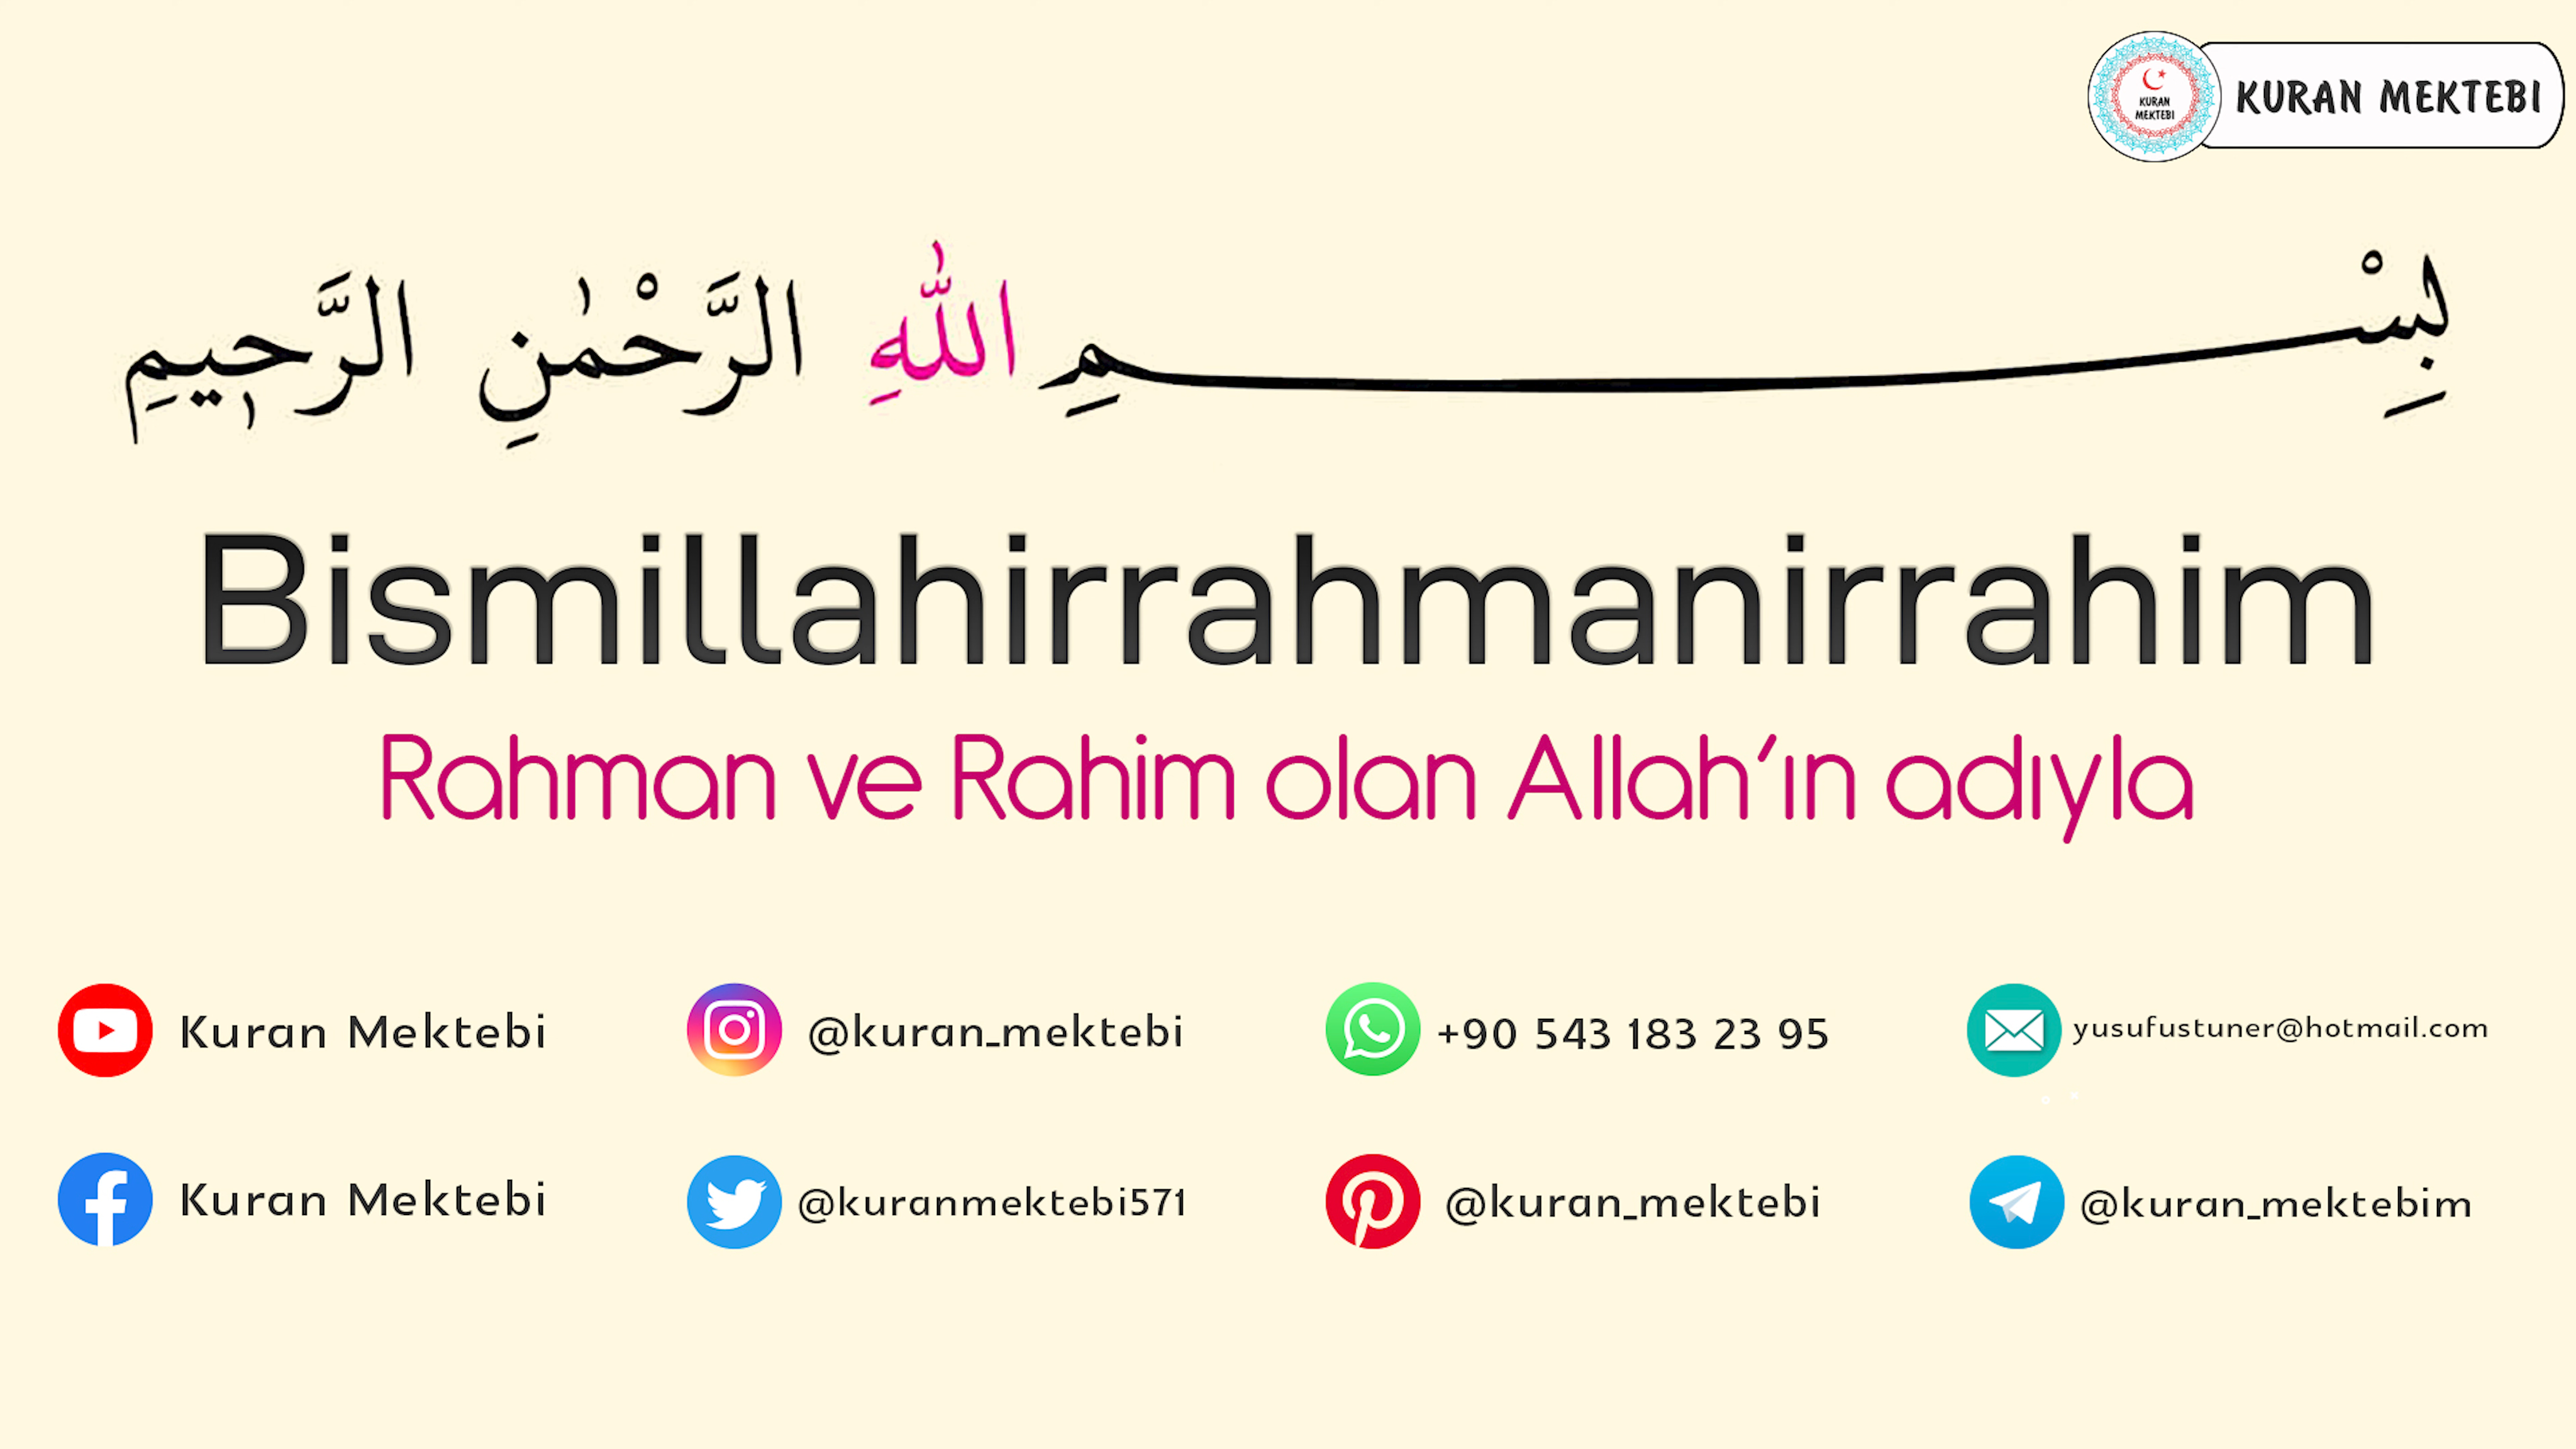 KURAN MEKTEBI
KURAN
MEKTEBI
بِسْــــــمِ اللّٰهِ الرَّحْمٰنِ الرَّح۪يمِ
Bismillahirrahmanirrahim
Rahman ve Rahim olan Allah'ın adıyla
Kuran Mektebi
@kuran_mektebi
+90 543 183 23 95
yusufustuner@hotmail.com
Kuran Mektebi
@kuranmektebi571
@kuran_mektebi
@kuran_mektebim